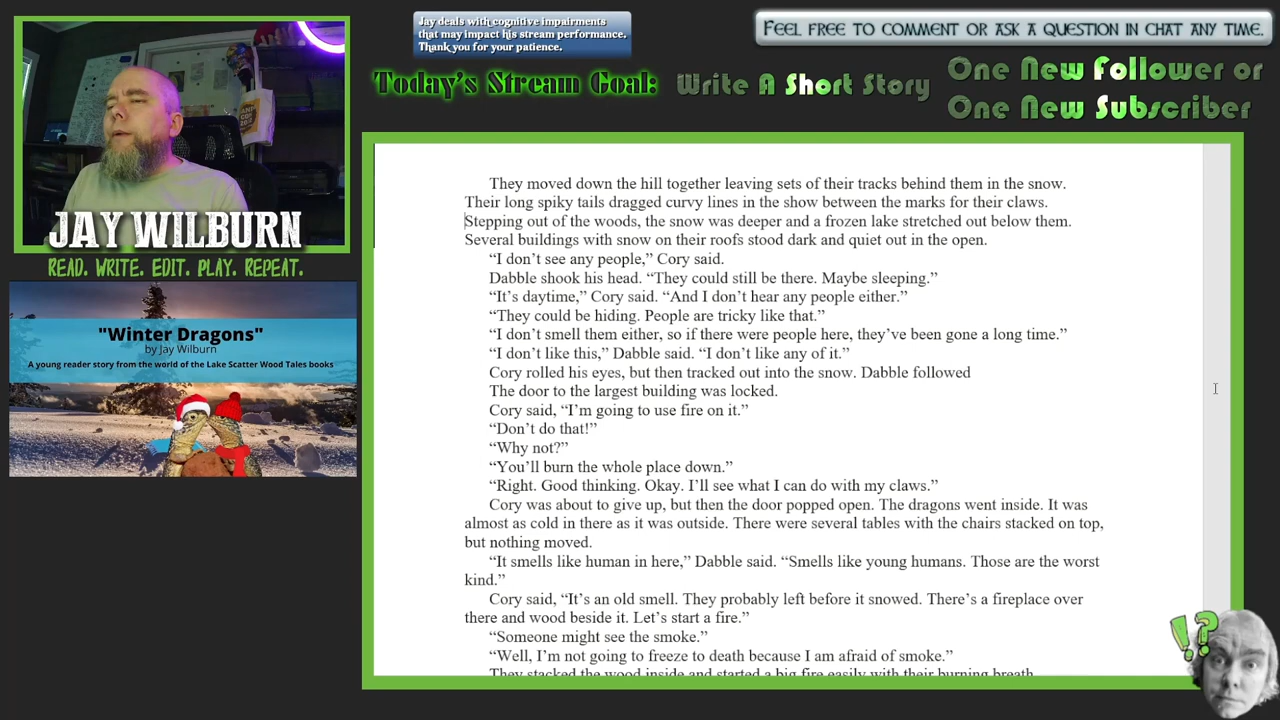 Jay deals with cognitive impairments
that may impact his stream performance.
Thank you for your patience.
Feel free to comment or ask a question in chat any time.
Today's Stream Goal:
Write A Short Story
One New Follower or
One New Subscriber
JAY WILBURN
READ. WRITE. EDIT. PLAY. REPEAT.
"Winter Dragons"
by Jay Wilburn
A young reader story from the world of the Lake Scatter Wood Tales books
They moved down the hill together leaving sets of their tracks behind them in the snow.
Their long spiky tails dragged curvy lines in the show between the marks for their claws.
Stepping out of the woods, the snow was deeper and a frozen lake stretched out below them.
Several buildings with snow on their roofs stood dark and quiet out in the open.
“I don’t see any people,” Cory said.
Dabble shook his head. “They could still be there. Maybe sleeping.”
“It’s daytime,” Cory said. “And I don’t hear any people either.”
“They could be hiding. People are tricky like that.”
“I don’t smell them either, so if there were people here, they’ve been gone a long time.”
“I don’t like this,” Dabble said. “I don’t like any of it.”
Cory rolled his eyes, but then tracked out into the snow. Dabble followed
The door to the largest building was locked.
Cory said, “I’m going to use fire on it.”
“Don’t do that!”
“Why not?”
“You’ll burn the whole place down.”
“Right. Good thinking. Okay. I’ll see what I can do with my claws.”
Cory was about to give up, but then the door popped open. The dragons went inside. It was
almost as cold in there as it was outside. There were several tables with the chairs stacked on top,
but nothing moved.
“It smells like human in here,” Dabble said. “Smells like young humans. Those are the worst
kind.”
Cory said, “It’s an old smell. They probably left before it snowed. There’s a fireplace over
there and wood beside it. Let’s start a fire.”
“Someone might see the smoke.”
“Well, I’m not going to freeze to death because I am afraid of smoke.”
They stacked the wood inside and started a big fire easily with their burning breath.
!?